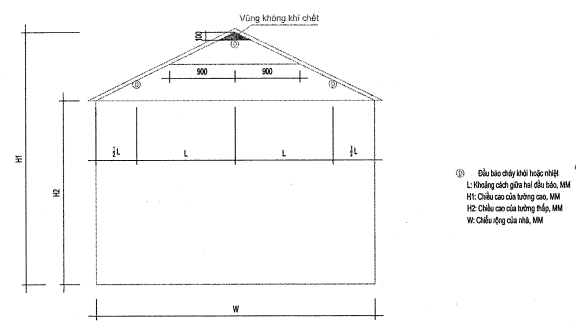 Vùng không khí chết
100
900 900
½L L L ½L
H1
H2
W
Đầu báo cháy khói hoặc nhiệt
L: Khoảng cách giữa hai đầu báo, MM
H1: Chiều cao của tường cao, MM
H2: Chiều cao của tường thấp, MM
W: Chiều rộng của nhà, MM